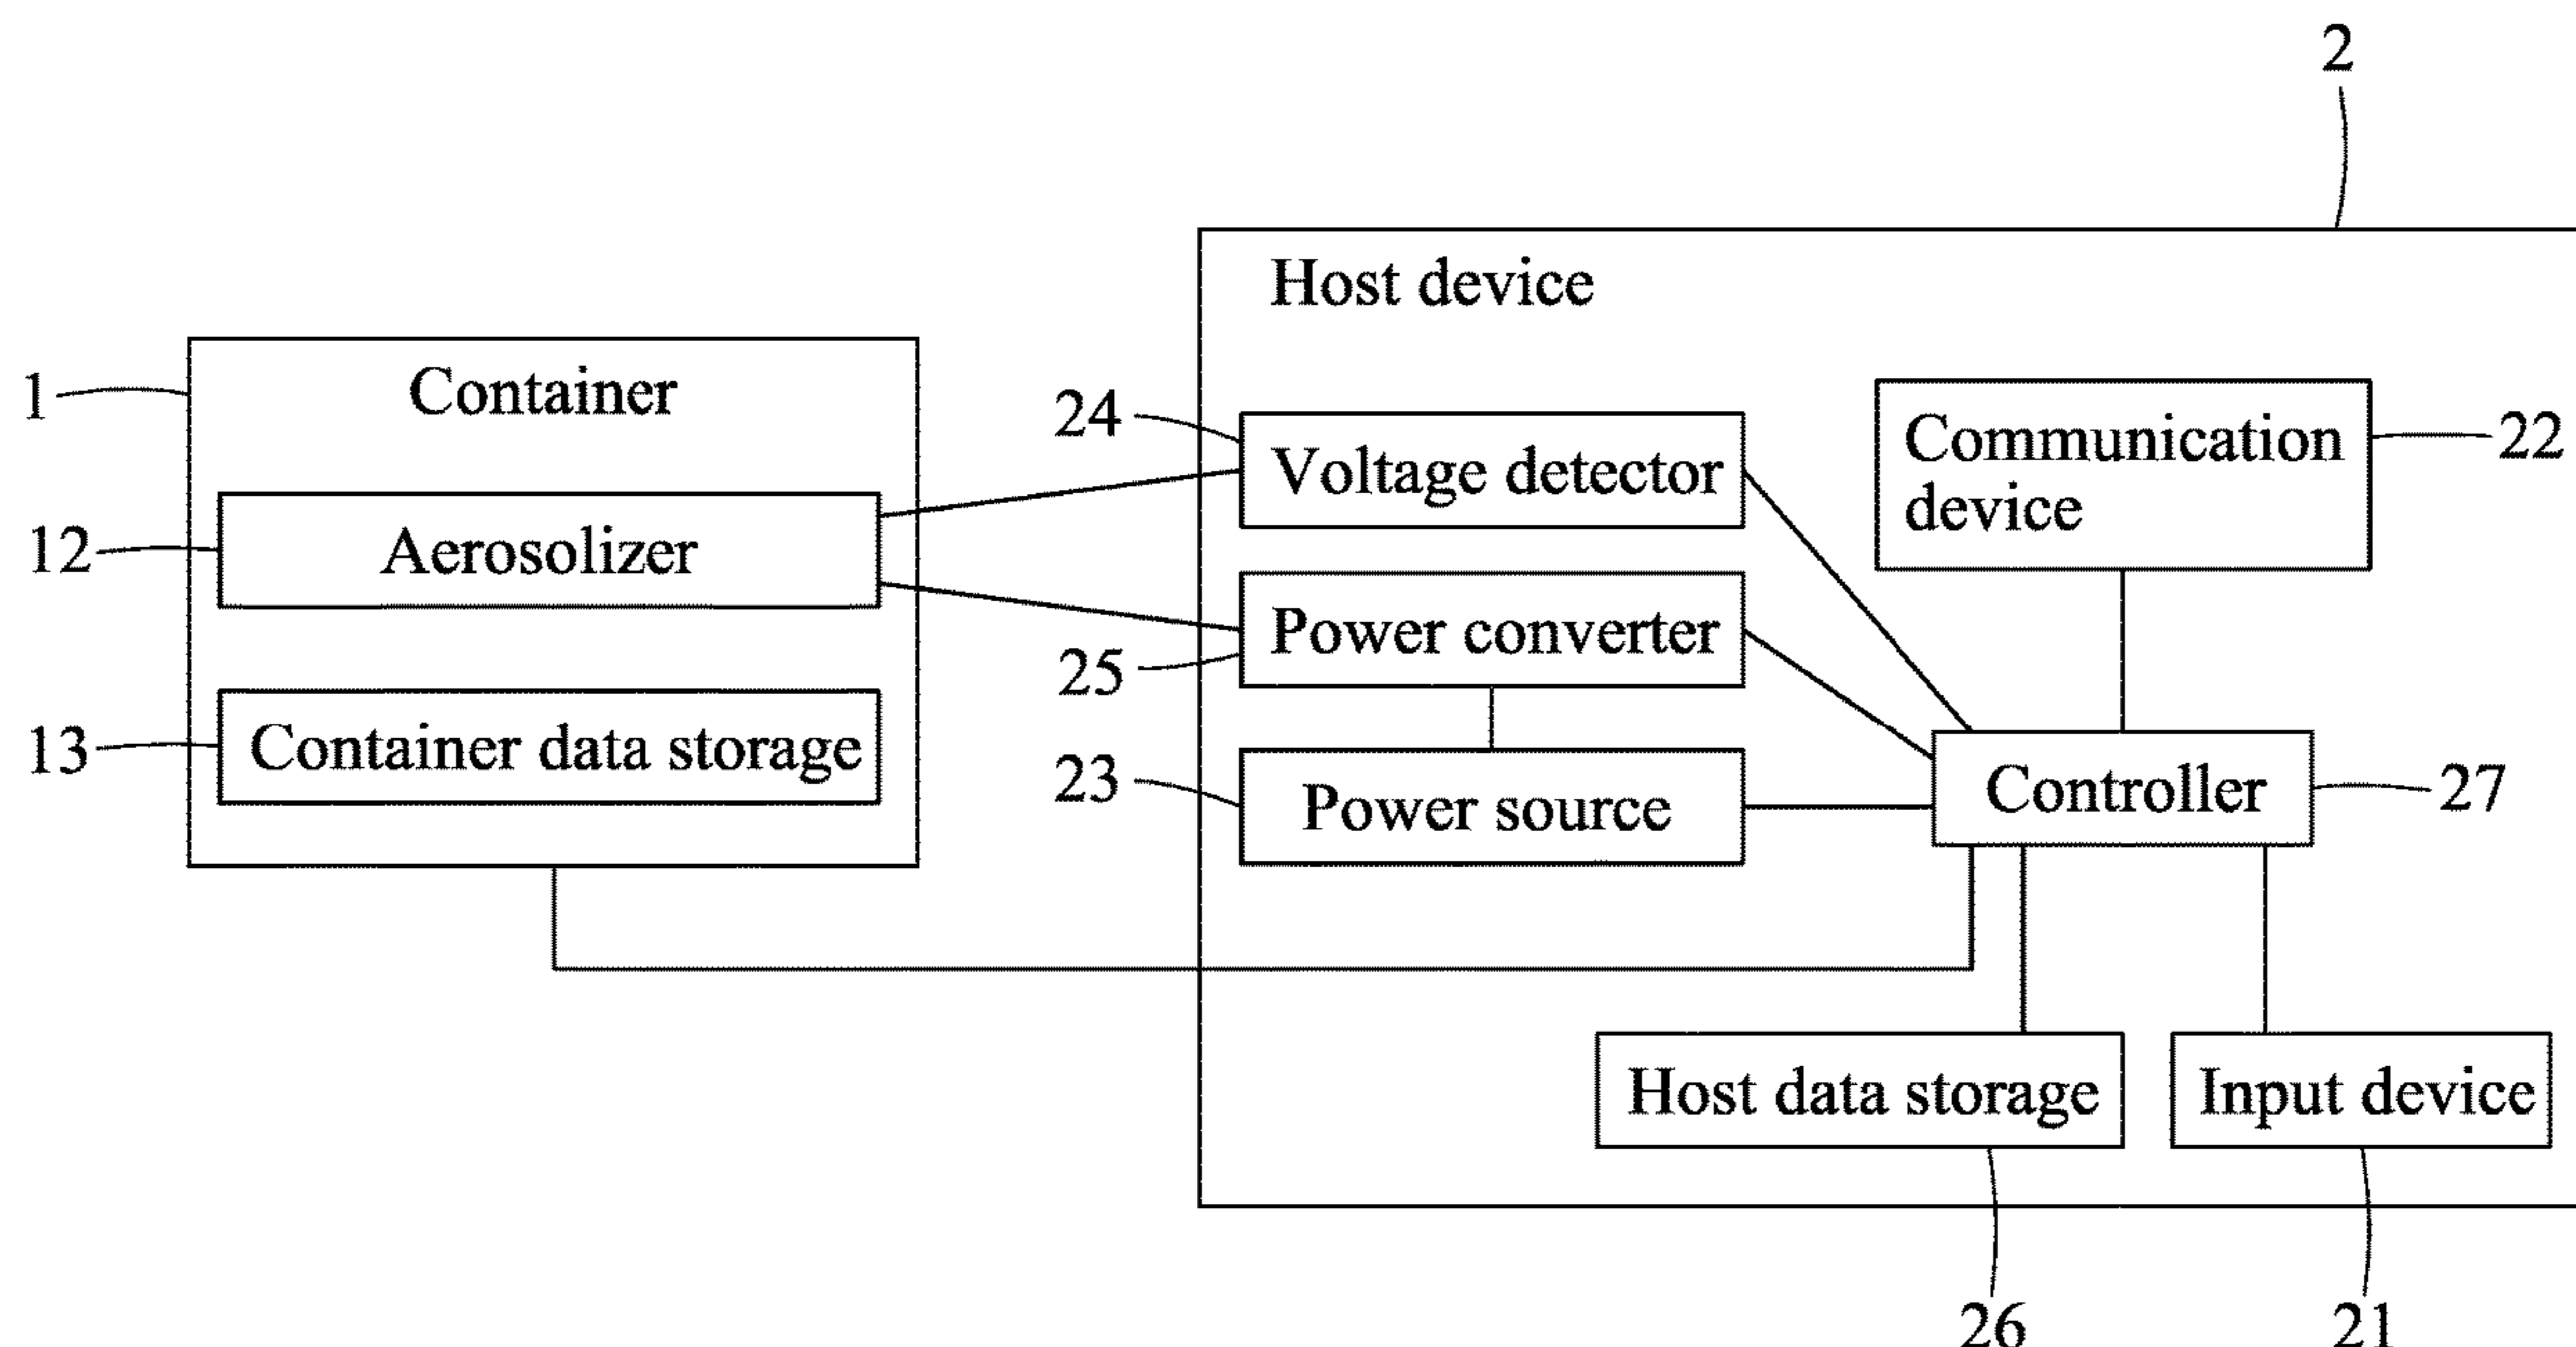 2
Host device
1
Container
24
Voltage detector
Communication
device
22
12
Aerosolizer
25
Power converter
13
Container data storage
23
Power source
Controller
27
Host data storage
Input device
26
21